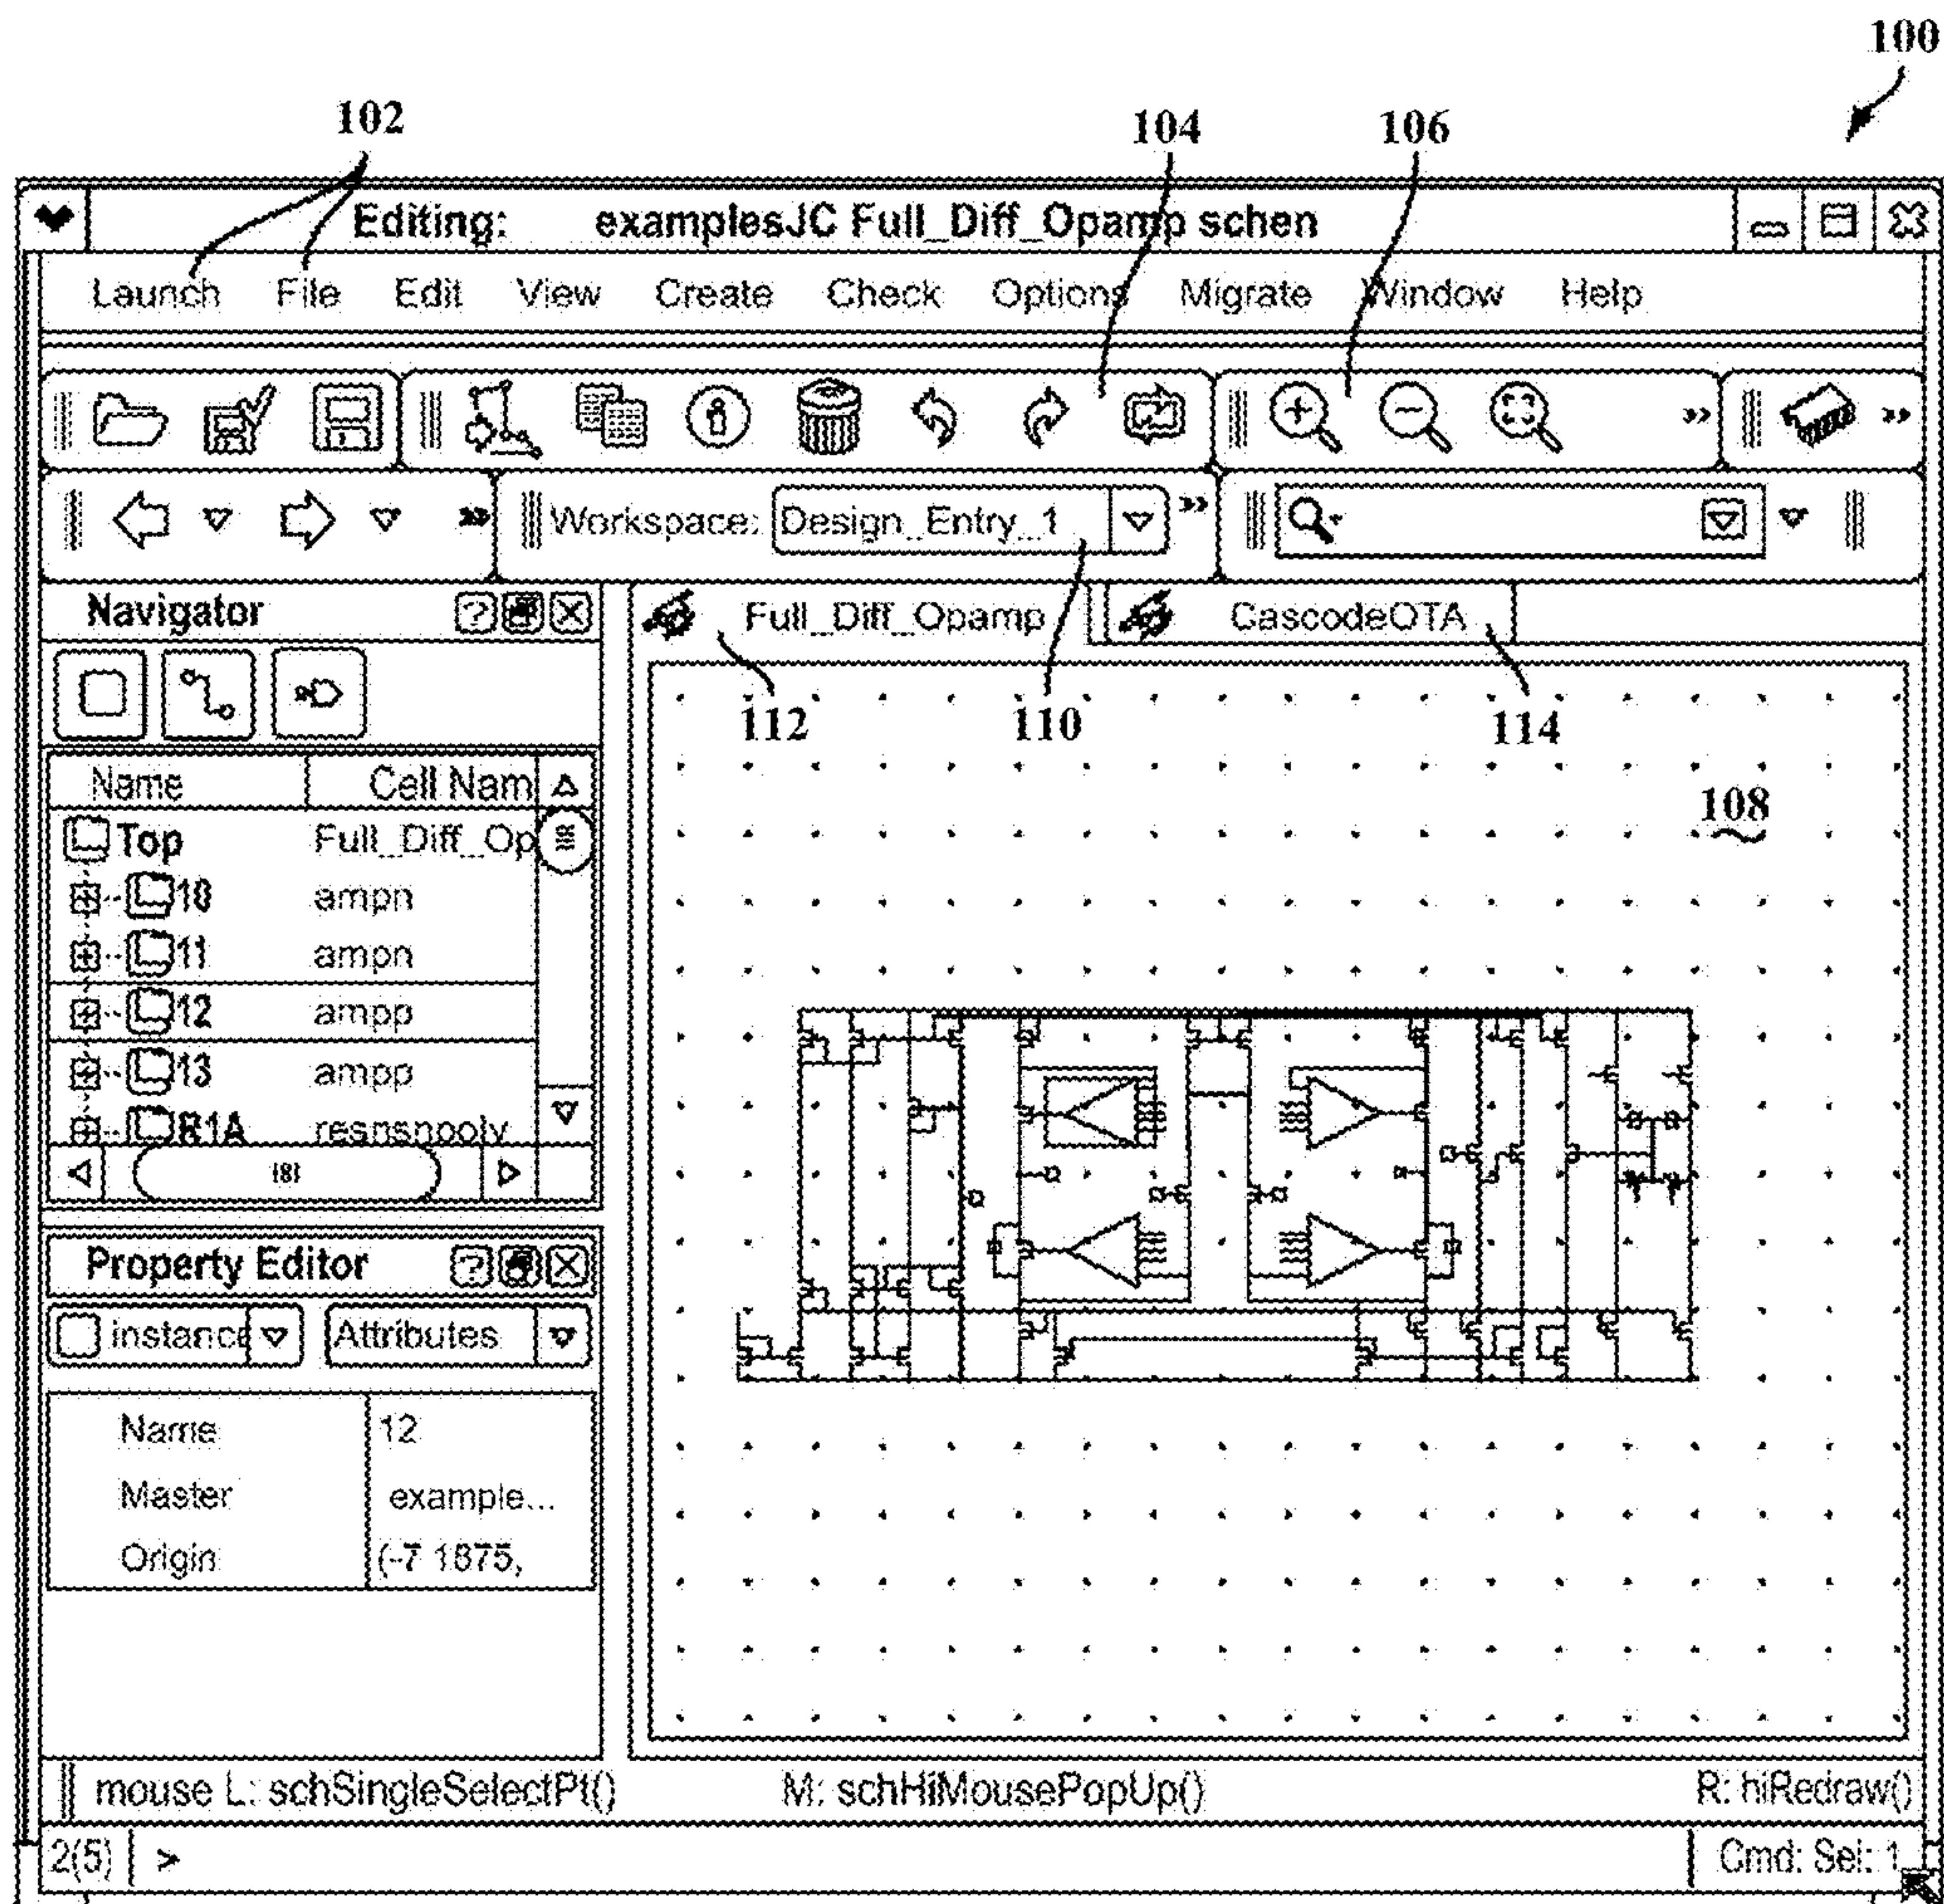 100
102
104
106
Editing: examplesJC Full_Diff_Opamp schen
Launch File Edit View Create Check Options Migrate Window Help
Workspace: Design_Entry_1
Navigator
Full_Diff_Opamp
CascodeOTA
112
110
114
Name Cell Nam
108
Top Full_Diff_Op
10 ampn
11 ampn
12 ampp
13 ampp
R1A
Property Editor
instance Attributes
Name 12
Master example...
Origin (-7 1875,
mouse L: schSingleSelectPt() M: schHiMousePopUp() R: hiRedraw()
2(5) > Cmd: Sel: 1